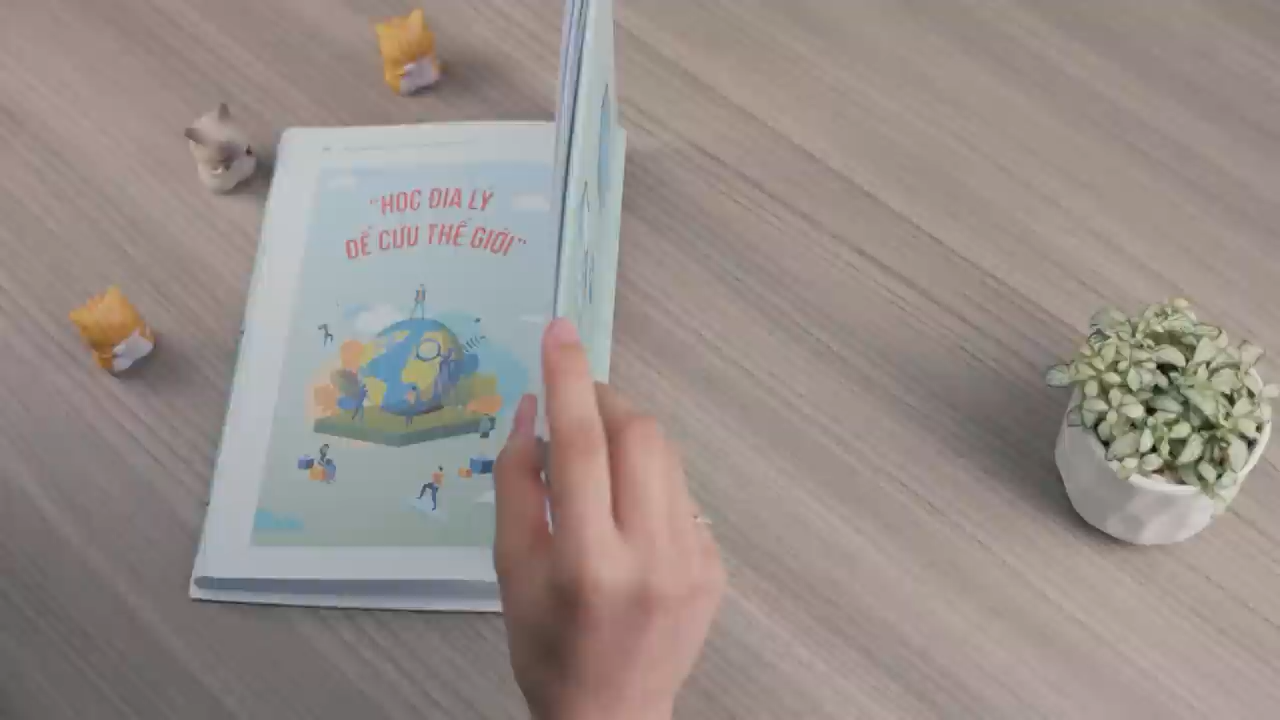 “HỌC ĐỊA LÝ
ĐỂ CỨU THẾ GIỚI”